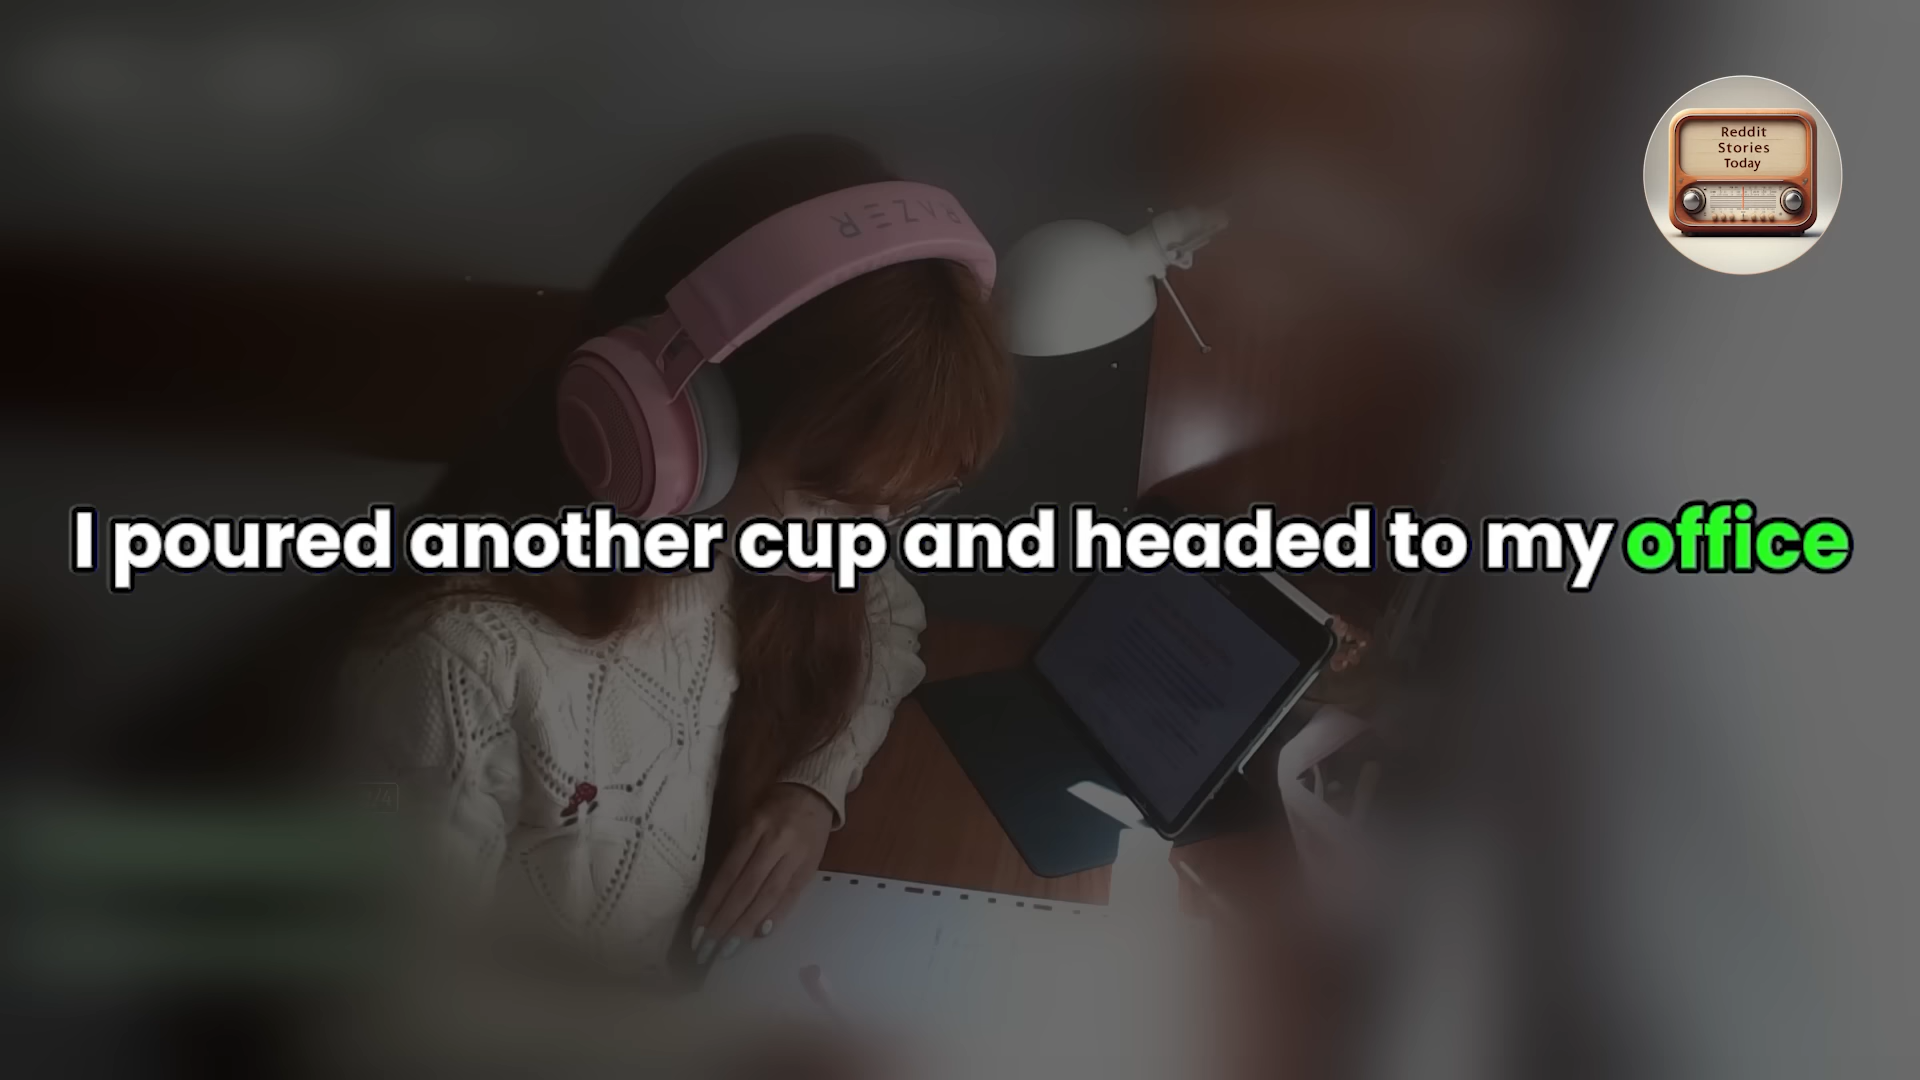 Reddit
Stories
Today
RAZER
I poured another cup and headed to my office